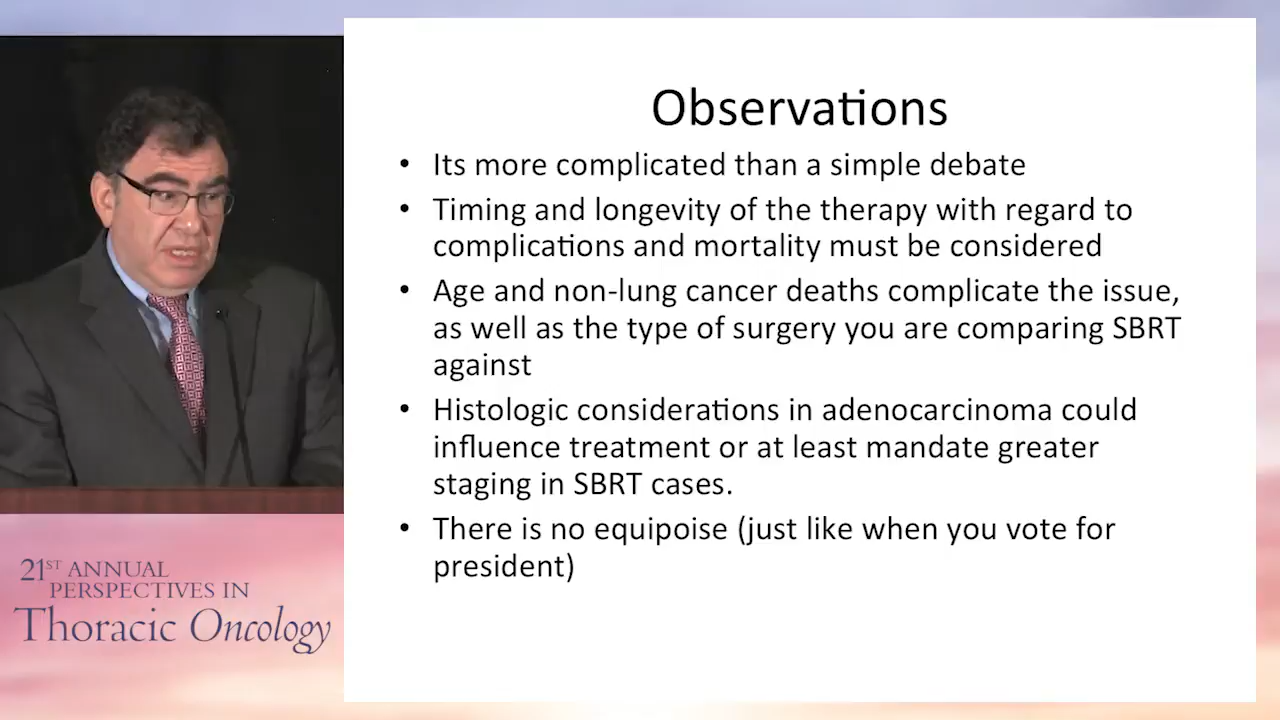 Observations
• Its more complicated than a simple debate
• Timing and longevity of the therapy with regard to
complications and mortality must be considered
• Age and non-lung cancer deaths complicate the issue,
as well as the type of surgery you are comparing SBRT
against
• Histologic considerations in adenocarcinoma could
influence treatment or at least mandate greater
staging in SBRT cases.
• There is no equipoise (just like when you vote for
president)
21ST ANNUAL
PERSPECTIVES IN
Thoracic Oncology